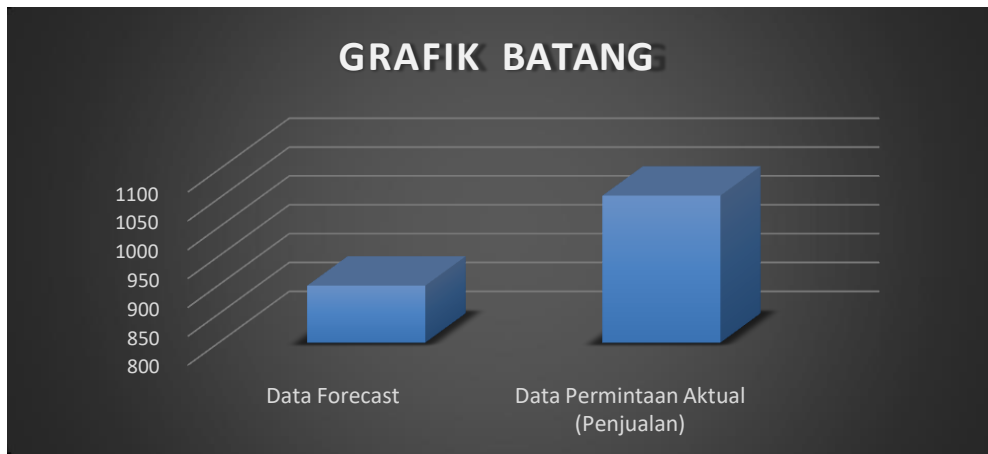 GRAFIK BATANG
1100
1050
1000
950
900
850
800
Data Forecast
Data Permintaan Aktual
(Penjualan)